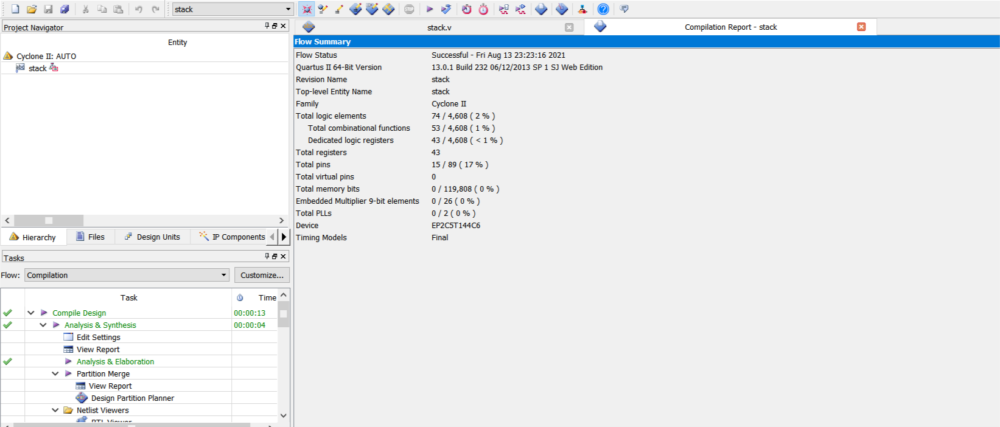 stack
Project Navigator
Entity
Cyclone II: AUTO
abc stack
Hierarchy Files Design Units IP Components
Tasks
Flow: Compilation Customize...
Task Time
Compile Design 00:00:13
Analysis & Synthesis 00:00:04
Edit Settings
View Report
Analysis & Elaboration
Partition Merge
View Report
Design Partition Planner
Netlist Viewers
RTL Viewer
stack.v Compilation Report - stack
Flow Summary
Flow Status Successful - Fri Aug 13 23:23:16 2021
Quartus II 64-Bit Version 13.0.1 Build 232 06/12/2013 SP 1 SJ Web Edition
Revision Name stack
Top-level Entity Name stack
Family Cyclone II
Total logic elements 74 / 4,608 ( 2 % )
Total combinational functions 53 / 4,608 ( 1 % )
Dedicated logic registers 43 / 4,608 ( < 1 % )
Total registers 43
Total pins 15 / 89 ( 17 % )
Total virtual pins 0
Total memory bits 0 / 119,808 ( 0 % )
Embedded Multiplier 9-bit elements 0 / 26 ( 0 % )
Total PLLs 0 / 2 ( 0 % )
Device EP2C5T144C6
Timing Models Final